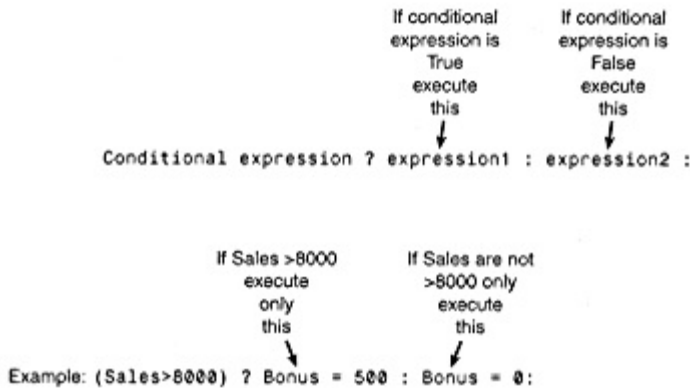 If conditional
expression is
True
execute
this
If conditional
expression is
False
execute
this
Conditional expression ? expression1 : expression2 :
If Sales >8000
execute
only
this
If Sales are not
>8000 only
execute
this
Example: (Sales>8000) ? Bonus = 500 : Bonus = 0: